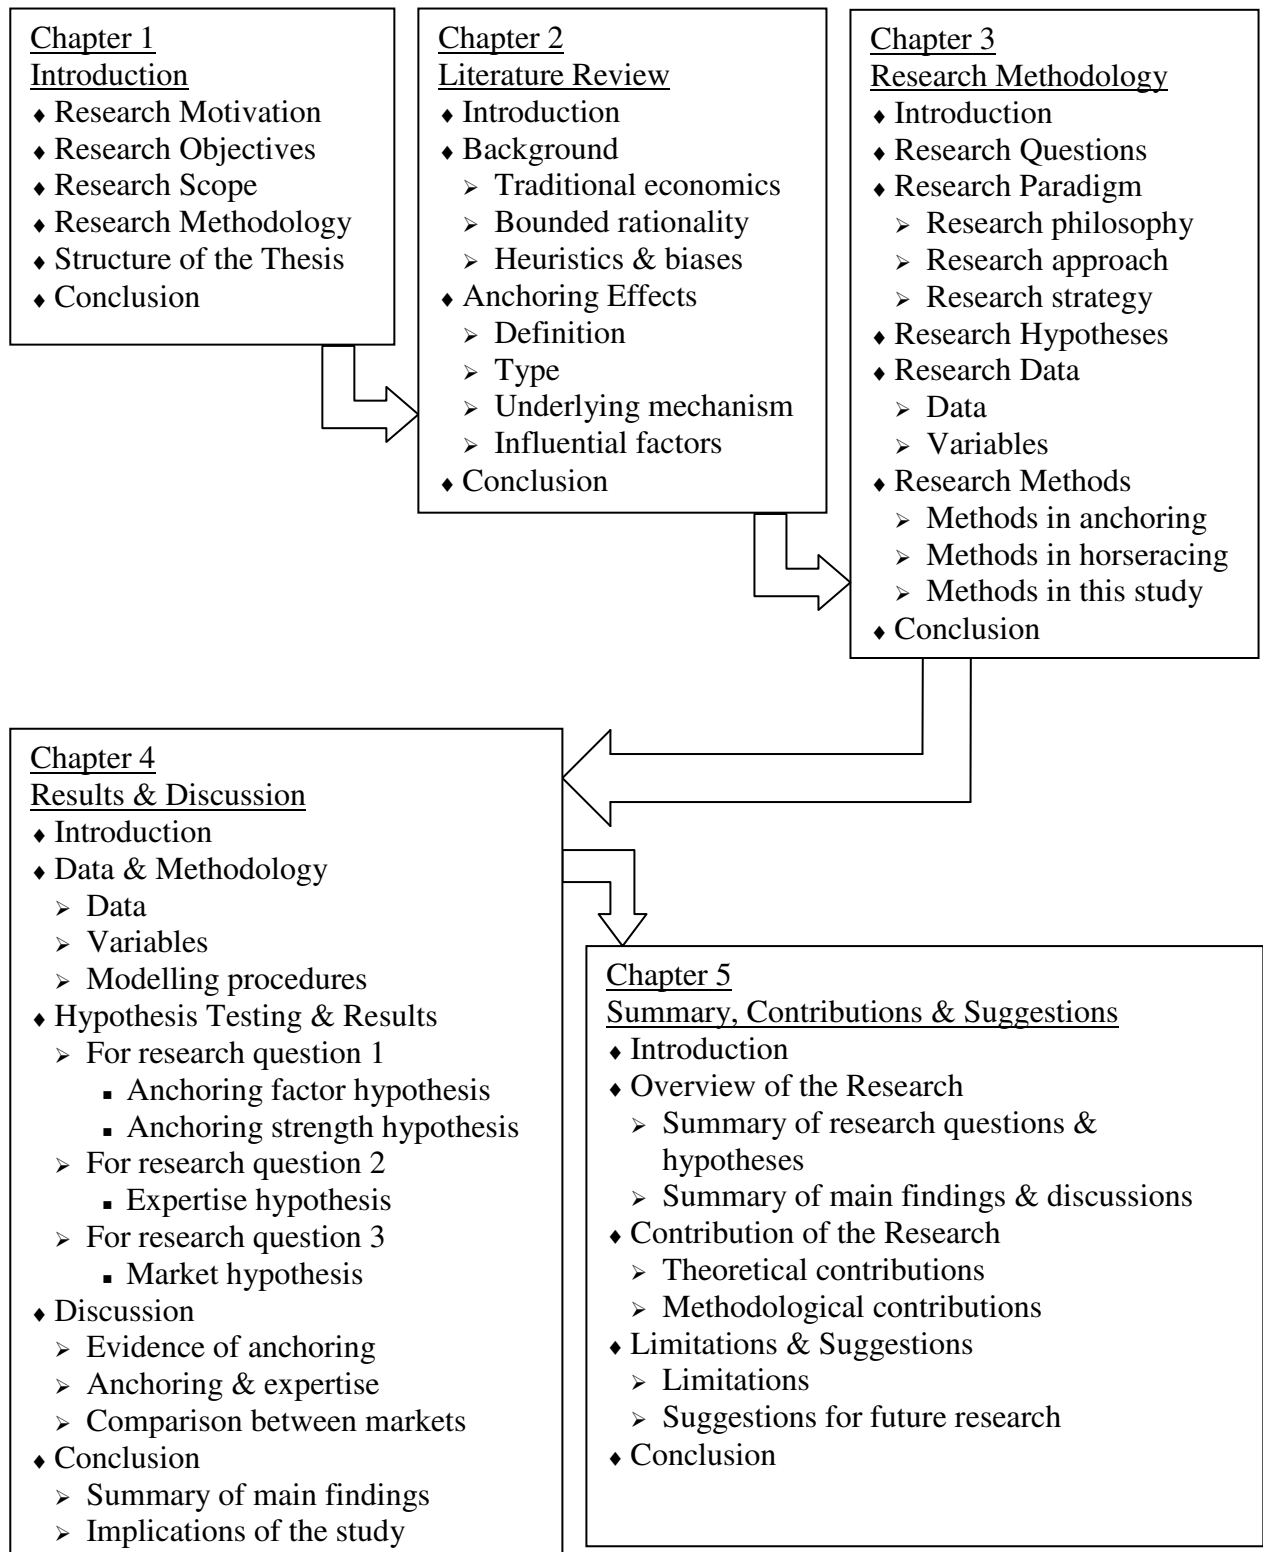 Chapter 1
Introduction
♦ Research Motivation
♦ Research Objectives
♦ Research Scope
♦ Research Methodology
♦ Structure of the Thesis
♦ Conclusion
Chapter 2
Literature Review
♦ Introduction
♦ Background
➢ Traditional economics
➢ Bounded rationality
➢ Heuristics & biases
♦ Anchoring Effects
➢ Definition
➢ Type
➢ Underlying mechanism
➢ Influential factors
♦ Conclusion
Chapter 3
Research Methodology
♦ Introduction
♦ Research Questions
♦ Research Paradigm
➢ Research philosophy
➢ Research approach
➢ Research strategy
♦ Research Hypotheses
♦ Research Data
➢ Data
➢ Variables
♦ Research Methods
➢ Methods in anchoring
➢ Methods in horseracing
➢ Methods in this study
♦ Conclusion
Chapter 4
Results & Discussion
♦ Introduction
♦ Data & Methodology
➢ Data
➢ Variables
➢ Modelling procedures
♦ Hypothesis Testing & Results
➢ For research question 1
▪ Anchoring factor hypothesis
▪ Anchoring strength hypothesis
➢ For research question 2
▪ Expertise hypothesis
➢ For research question 3
▪ Market hypothesis
♦ Discussion
➢ Evidence of anchoring
➢ Anchoring & expertise
➢ Comparison between markets
♦ Conclusion
➢ Summary of main findings
➢ Implications of the study
Chapter 5
Summary, Contributions & Suggestions
♦ Introduction
♦ Overview of the Research
➢ Summary of research questions &
hypotheses
➢ Summary of main findings & discussions
♦ Contribution of the Research
➢ Theoretical contributions
➢ Methodological contributions
♦ Limitations & Suggestions
➢ Limitations
➢ Suggestions for future research
♦ Conclusion